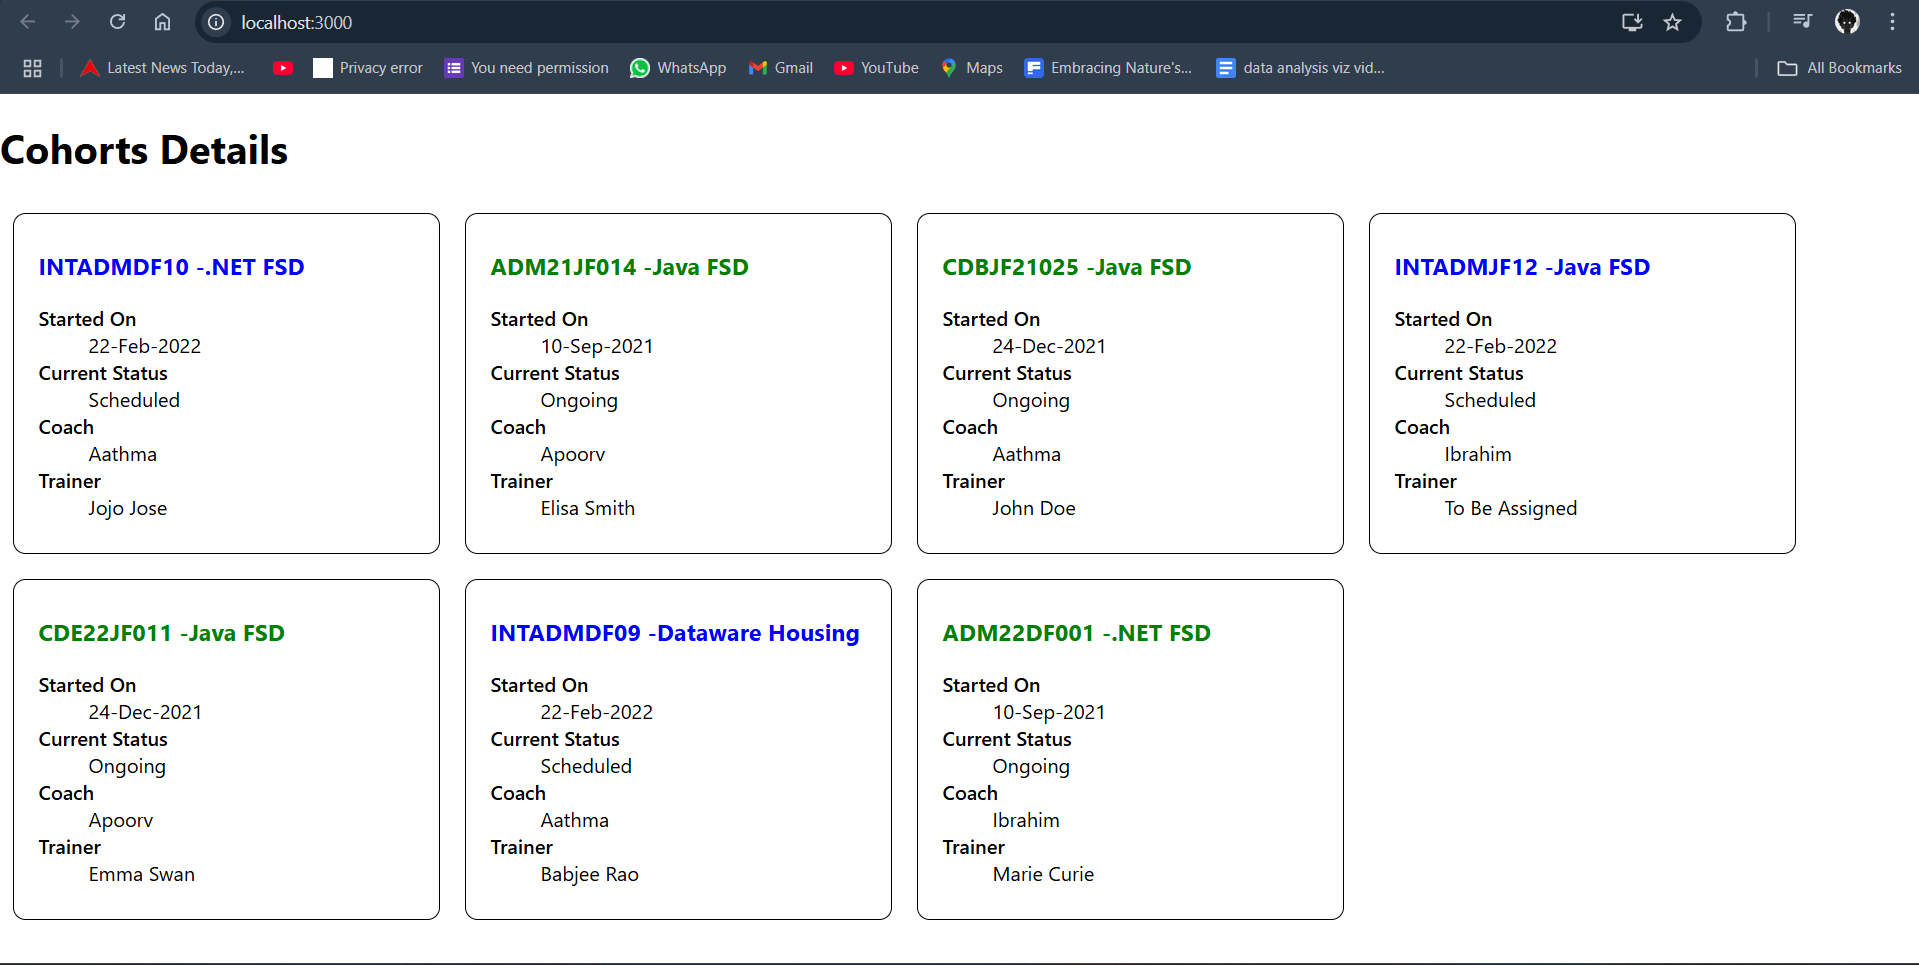 localhost:3000
Latest News Today,... Privacy error You need permission WhatsApp Gmail YouTube Maps Embracing Nature's... data analysis viz vid... All Bookmarks
Cohorts Details
INTADMDF10 -.NET FSD
Started On
22-Feb-2022
Current Status
Scheduled
Coach
Aathma
Trainer
Jojo Jose
ADM21JF014 -Java FSD
Started On
10-Sep-2021
Current Status
Ongoing
Coach
Apoorv
Trainer
Elisa Smith
CDBJF21025 -Java FSD
Started On
24-Dec-2021
Current Status
Ongoing
Coach
Aathma
Trainer
John Doe
INTADMJF12 -Java FSD
Started On
22-Feb-2022
Current Status
Scheduled
Coach
Ibrahim
Trainer
To Be Assigned
CDE22JF011 -Java FSD
Started On
24-Dec-2021
Current Status
Ongoing
Coach
Apoorv
Trainer
Emma Swan
INTADMDF09 -Dataware Housing
Started On
22-Feb-2022
Current Status
Scheduled
Coach
Aathma
Trainer
Babjee Rao
ADM22DF001 -.NET FSD
Started On
10-Sep-2021
Current Status
Ongoing
Coach
Ibrahim
Trainer
Marie Curie